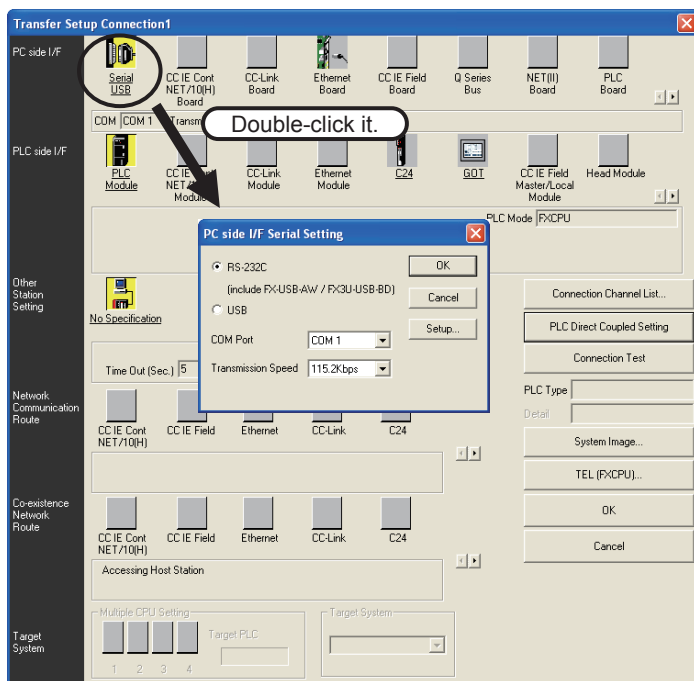 Transfer Setup Connection1
PC side I/F
Serial
USB
CC IE Cont
NET/10(H)
Board
CC-Link
Board
Ethernet
Board
CC IE Field
Board
Q Series
Bus
NET(II)
Board
PLC
Board
COM COM 1 Transm
Double-click it.
PLC side I/F
PLC
Module
CC IE Cont
NET
Module
CC-Link
Module
Ethernet
Module
C24
GOT
CC IE Field
Master/Local
Module
Head Module
PLC Mode FXCPU
PC side I/F Serial Setting
RS-232C
(include FX-USB-AW / FX3U-USB-BD)
USB
COM Port COM 1
Transmission Speed 115.2Kbps
OK
Cancel
Setup...
Other
Station
Setting
No Specification
Time Out (Sec.) 5
Connection Channel List...
PLC Direct Coupled Setting
Connection Test
PLC Type
Detail
System Image...
TEL (FXCPU)...
OK
Cancel
Network
Communication
Route
CC IE Cont
NET/10(H)
CC IE Field
Ethernet
CC-Link
C24
Co-existence
Network
Route
CC IE Cont
NET/10(H)
CC IE Field
Ethernet
CC-Link
C24
Accessing Host Station
Target
System
Multiple CPU Setting
1 2 3 4
Target PLC
Target System